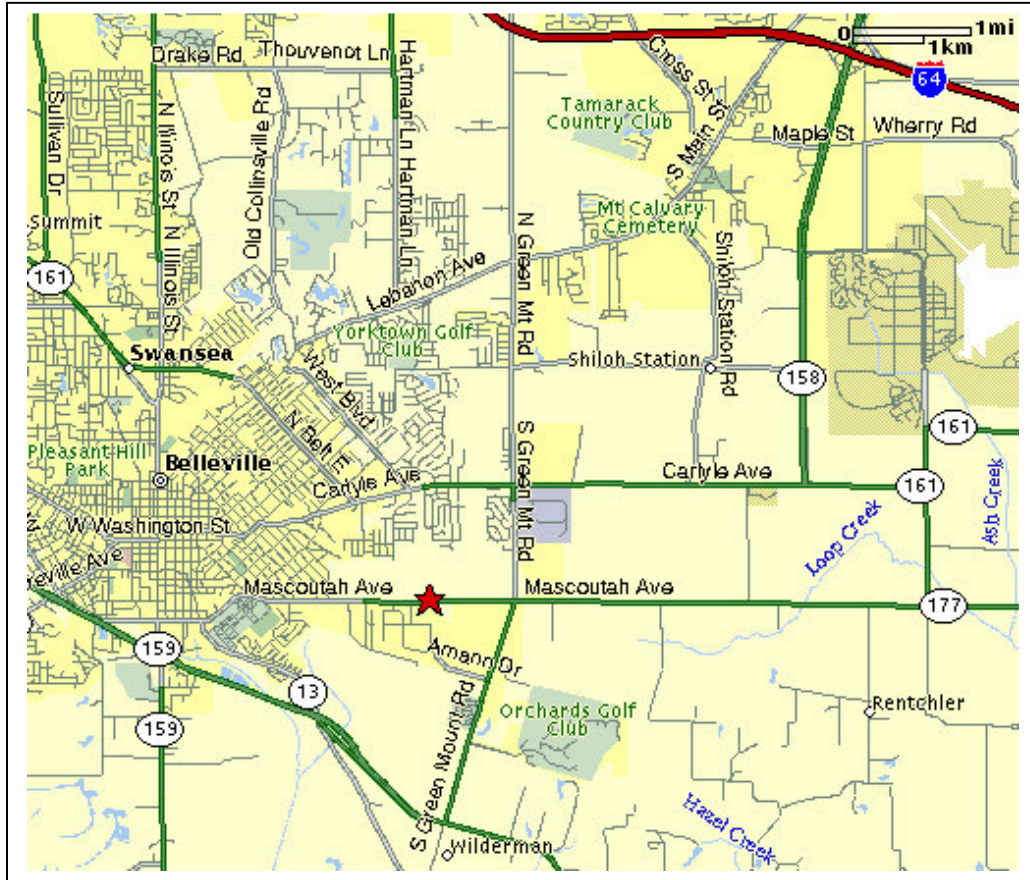 0
1mi
1km
Drake Rd
Thouvenot Ln
Hartman Ln
Hartman Ln
Cross St
64
Sullivan Dr
N Illinois St
N Illinois St
Old Collinsville Rd
Tamarack
Country Club
S Main St
Maple St
Wherry Rd
Summit
Mt Calvary
Cemetery
N Green Mt Rd
Shiloh Station Rd
161
Lebanon Ave
Yorktown Golf
Club
Swansea
Shiloh Station
158
West Blvd
N Belt E
S Green Mt Rd
161
Pleasant Hill
Park
Belleville
Carlyle Ave
Carlyle Ave
161
Ash Creek
W Washington St
Loop Creek
Ave
Mascoutah Ave
Mascoutah Ave
177
159
Amann Dr
13
Orchards Golf
Club
Rentchler
159
S Green Mount Rd
Hazel Creek
Wilderman